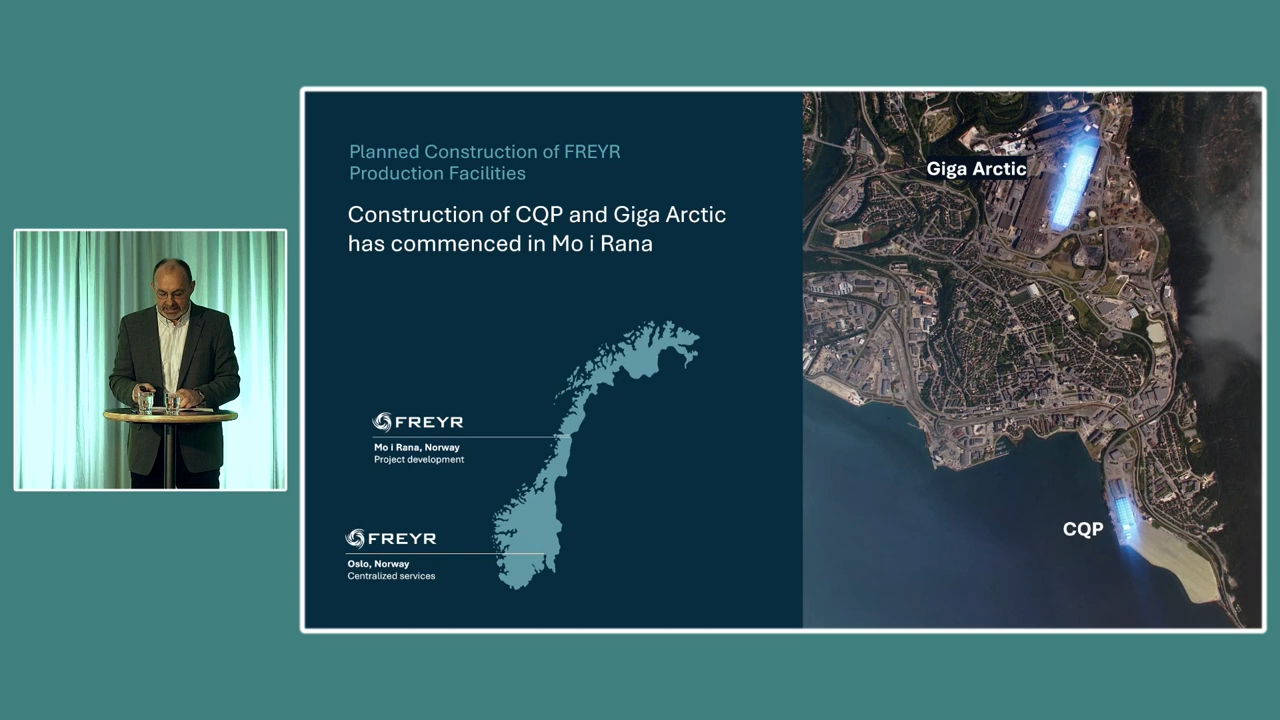 Planned Construction of FREYR
Production Facilities
Construction of CQP and Giga Arctic
has commenced in Mo i Rana
FREYR
Mo i Rana, Norway
Project development
FREYR
Oslo, Norway
Centralized services
Giga Arctic
CQP